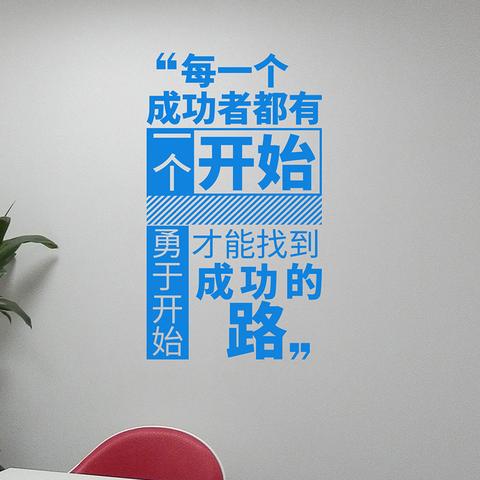 “每一个
成功者都有
一个
开始
勇于开始
才能找到
成功的
路”